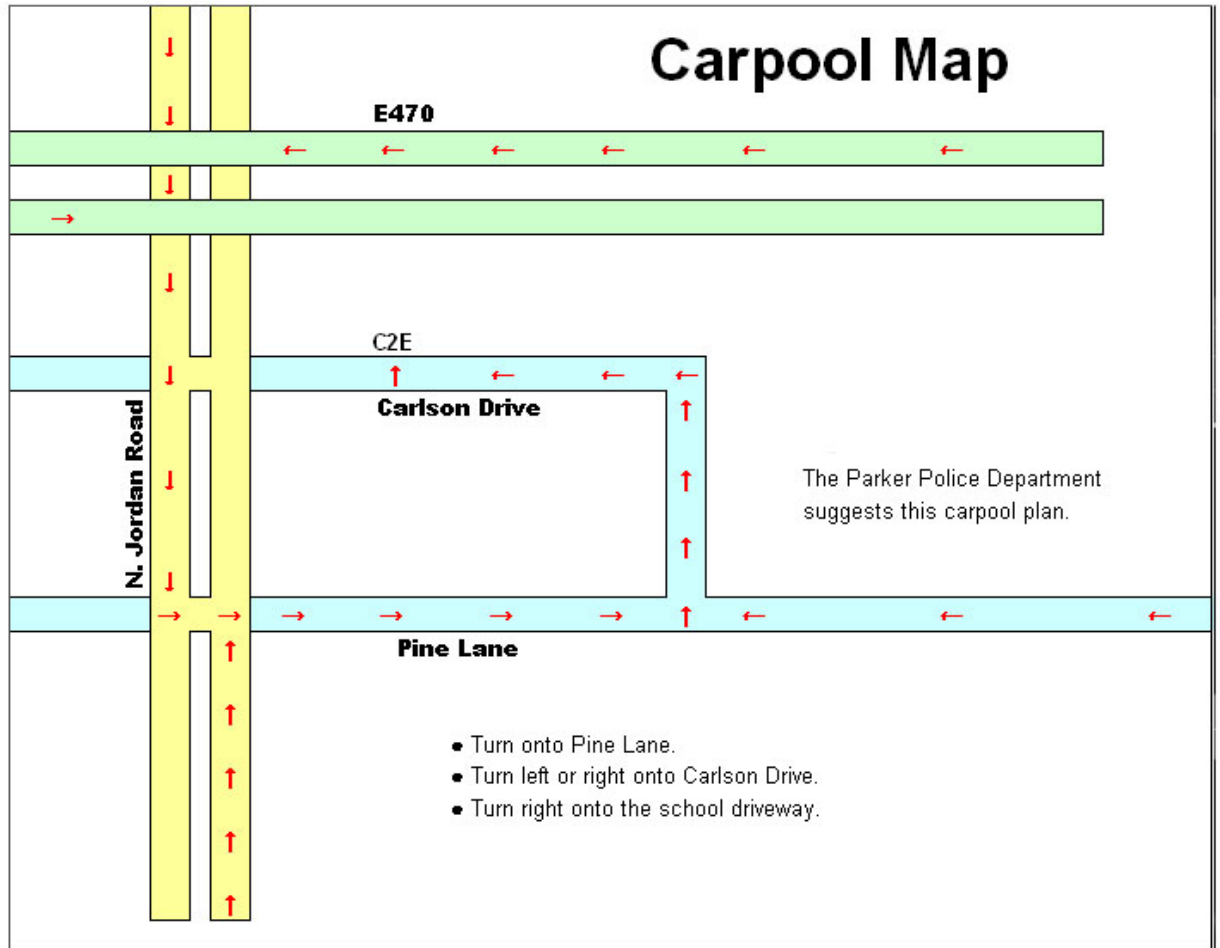 Carpool Map
E470
C2E
Carlson Drive
N. Jordan Road
The Parker Police Department
suggests this carpool plan.
Pine Lane
• Turn onto Pine Lane.
• Turn left or right onto Carlson Drive.
• Turn right onto the school driveway.